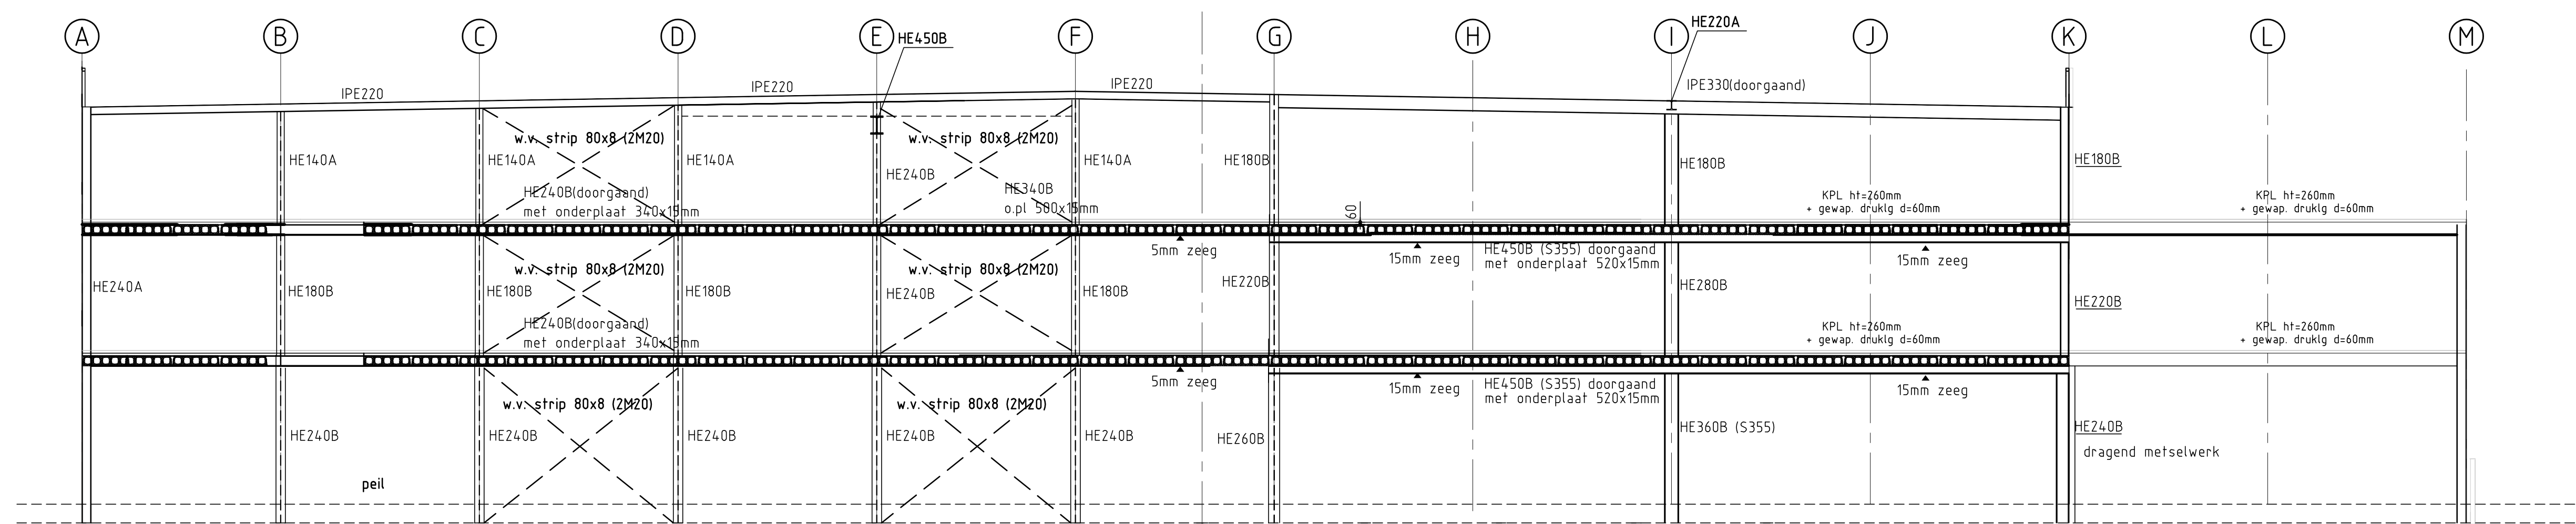 A B C D E F G H I J K L M
HE450B
HE220A
IPE220
IPE220
IPE220
IPE330(doorgaand)
w.v. strip 80x8 (2M20)
w.v. strip 80x8 (2M20)
HE140A
HE140A
HE140A
HE240B
HE140A
HE180B
HE180B
HE180B
HE240B(doorgaand)
met onderplaat 340x15mm
HE340B
o.pl 500x15mm
60
KPL ht=260mm
+ gewap. druklg d=60mm
KPL ht=260mm
+ gewap. druklg d=60mm
5mm zeeg
15mm zeeg
HE450B (S355) doorgaand
met onderplaat 520x15mm
15mm zeeg
w.v. strip 80x8 (2M20)
w.v. strip 80x8 (2M20)
HE240A
HE180B
HE180B
HE180B
HE240B
HE180B
HE220B
HE280B
HE220B
HE240B(doorgaand)
met onderplaat 340x15mm
KPL ht=260mm
+ gewap. druklg d=60mm
KPL ht=260mm
+ gewap. druklg d=60mm
5mm zeeg
15mm zeeg
HE450B (S355) doorgaand
met onderplaat 520x15mm
15mm zeeg
w.v. strip 80x8 (2M20)
w.v. strip 80x8 (2M20)
HE240B
HE240B
HE240B
HE240B
HE240B
HE260B
HE360B (S355)
HE240B
dragend metselwerk
peil